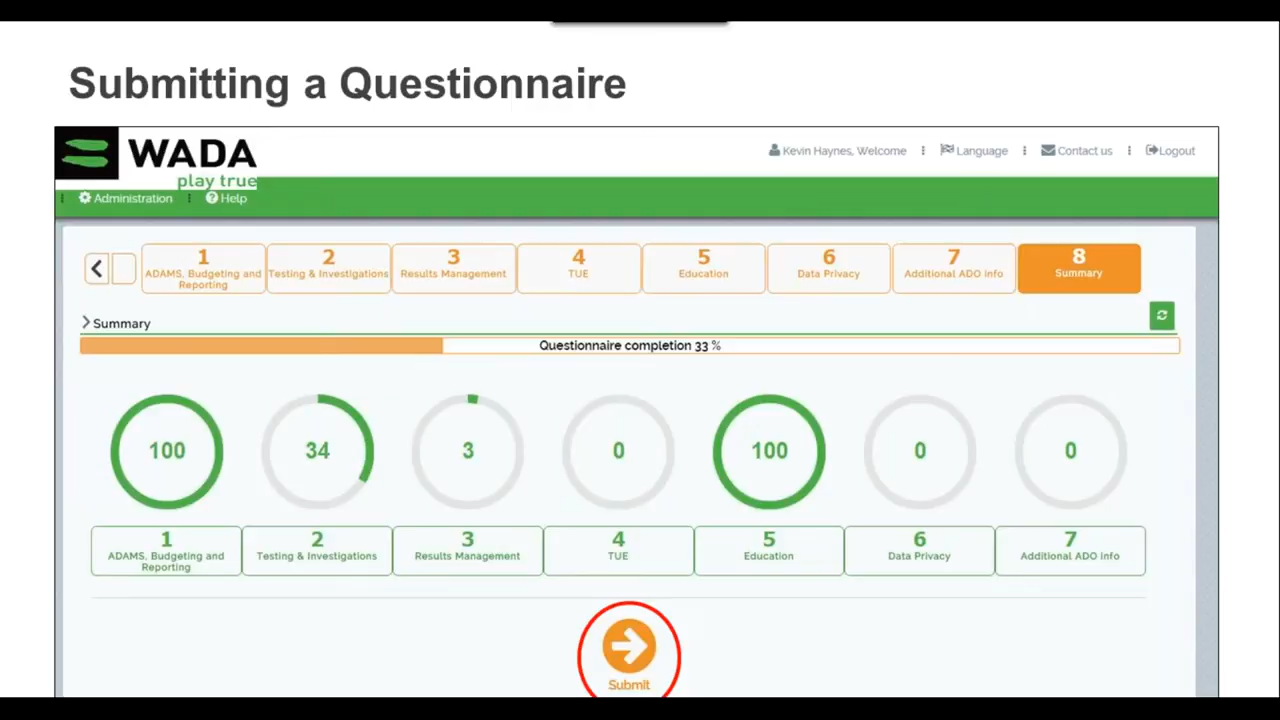 Submitting a Questionnaire
WADA
play true
Kevin Haynes, Welcome
Language
Contact us
Logout
Administration
Help
1
ADAMS, Budgeting and
Reporting
2
Testing & Investigations
3
Results Management
4
TUE
5
Education
6
Data Privacy
7
Additional ADO info
8
Summary
Summary
Questionnaire completion 33 %
100
34
3
0
100
0
0
1
ADAMS, Budgeting and
Reporting
2
Testing & Investigations
3
Results Management
4
TUE
5
Education
6
Data Privacy
7
Additional ADO info
Submit